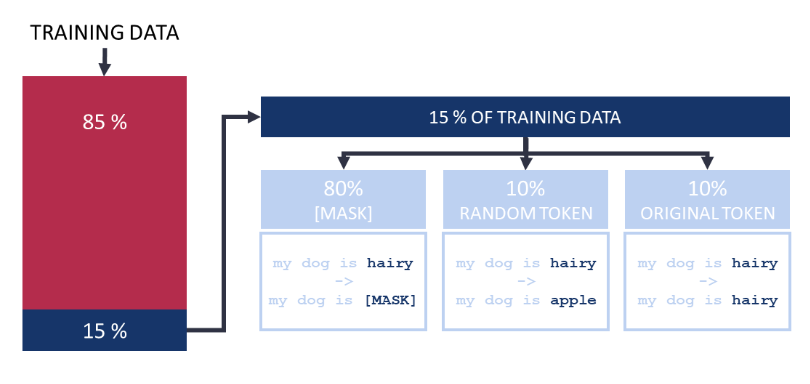 TRAINING DATA
85 %
15 %
15 % OF TRAINING DATA
80%
[MASK]
10%
RANDOM TOKEN
10%
ORIGINAL TOKEN
my dog is hairy
->
my dog is [MASK]
my dog is hairy
->
my dog is apple
my dog is hairy
->
my dog is hairy